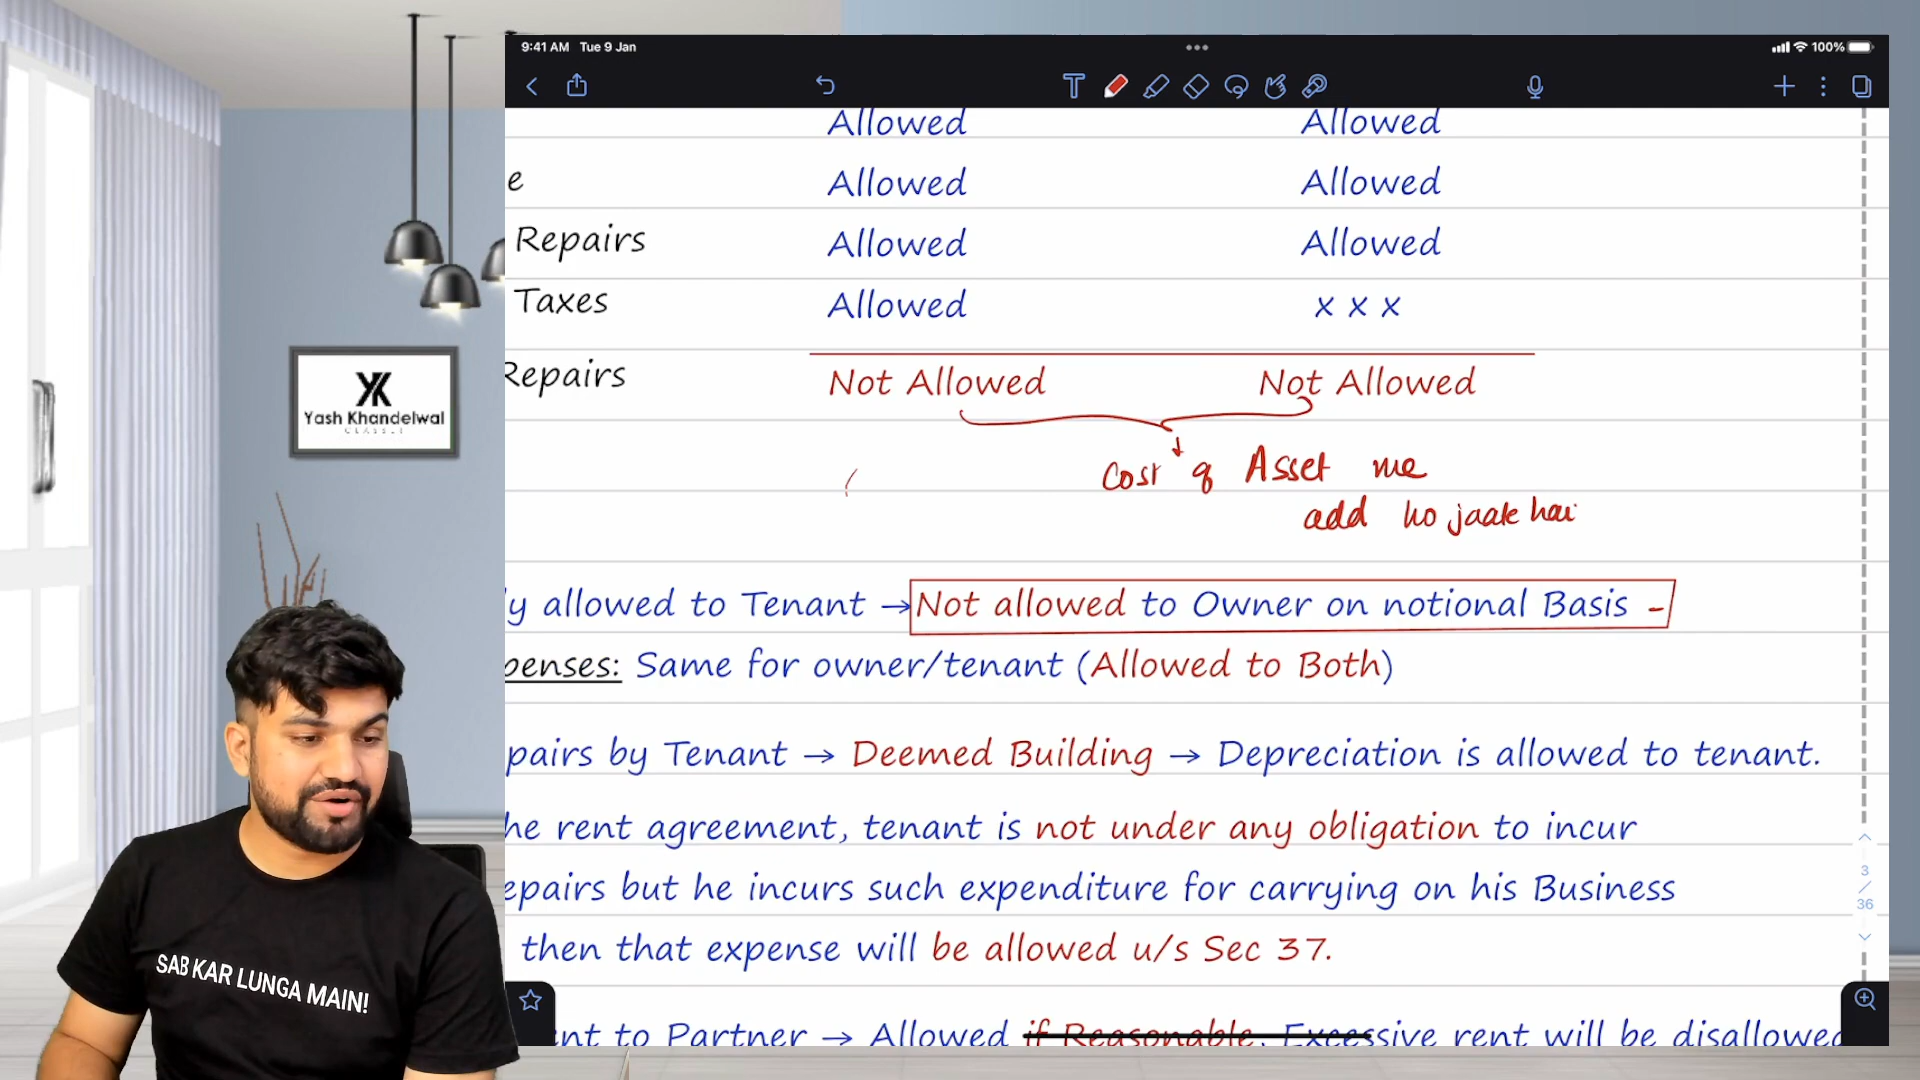 9:41 AM Tue 9 Jan
100%
Allowed Allowed
e Allowed Allowed
Repairs Allowed Allowed
Taxes Allowed x x x
Repairs Not Allowed Not Allowed
Cost of Asset me
add ho jaate hai
y allowed to Tenant → Not allowed to Owner on notional Basis -
penses: Same for owner/tenant (Allowed to Both)
pairs by Tenant → Deemed Building → Depreciation is allowed to tenant.
he rent agreement, tenant is not under any obligation to incur
epairs but he incurs such expenditure for carrying on his Business
then that expense will be allowed u/s Sec 37.
nt to Partner → Allowed if Reasonable. Excessive rent will be disallowed
3
/
36
YK
Yash Khandelwal
CLASSES
SAB KAR LUNGA MAIN!